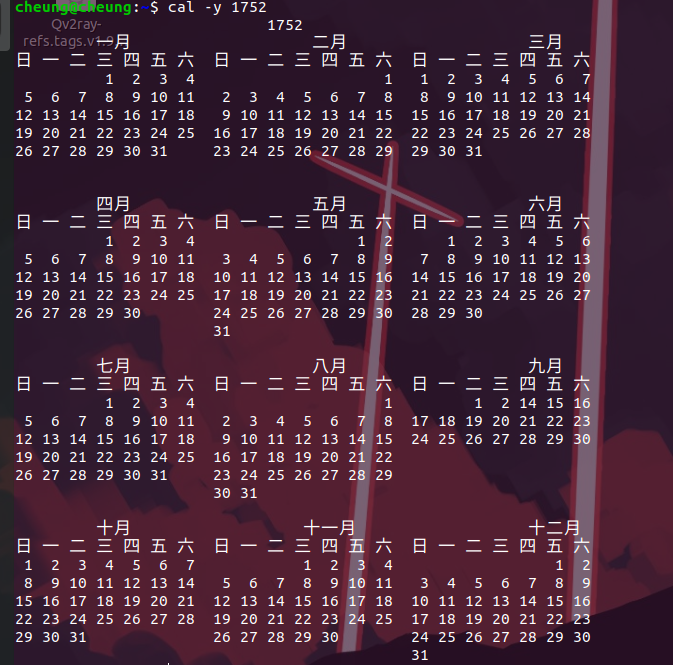 cheung@cheung:~$ cal -y 1752
Qv2ray-
refs.tags.v1.9
                            1752
         一月                    二月                    三月
日 一 二 三 四 五 六  日 一 二 三 四 五 六  日 一 二 三 四 五 六
          1  2  3  4                     1   1  2  3  4  5  6  7
 5  6  7  8  9 10 11   2  3  4  5  6  7  8   8  9 10 11 12 13 14
12 13 14 15 16 17 18   9 10 11 12 13 14 15  15 16 17 18 19 20 21
19 20 21 22 23 24 25  16 17 18 19 20 21 22  22 23 24 25 26 27 28
26 27 28 29 30 31     23 24 25 26 27 28 29  29 30 31
         四月                    五月                    六月
日 一 二 三 四 五 六  日 一 二 三 四 五 六  日 一 二 三 四 五 六
          1  2  3  4                  1  2      1  2  3  4  5  6
 5  6  7  8  9 10 11   3  4  5  6  7  8  9   7  8  9 10 11 12 13
12 13 14 15 16 17 18  10 11 12 13 14 15 16  14 15 16 17 18 19 20
19 20 21 22 23 24 25  17 18 19 20 21 22 23  21 22 23 24 25 26 27
26 27 28 29 30        24 25 26 27 28 29 30  28 29 30
                      31
         七月                    八月                    九月
日 一 二 三 四 五 六  日 一 二 三 四 五 六  日 一 二 三 四 五 六
          1  2  3  4                     1         1  2 14 15 16
 5  6  7  8  9 10 11   2  3  4  5  6  7  8  17 18 19 20 21 22 23
12 13 14 15 16 17 18   9 10 11 12 13 14 15  24 25 26 27 28 29 30
19 20 21 22 23 24 25  16 17 18 19 20 21 22
26 27 28 29 30 31     23 24 25 26 27 28 29
                      30 31
         十月                   十一月                   十二月
日 一 二 三 四 五 六  日 一 二 三 四 五 六  日 一 二 三 四 五 六
 1  2  3  4  5  6  7            1  2  3  4                  1  2
 8  9 10 11 12 13 14   5  6  7  8  9 10 11   3  4  5  6  7  8  9
15 16 17 18 19 20 21  12 13 14 15 16 17 18  10 11 12 13 14 15 16
22 23 24 25 26 27 28  19 20 21 22 23 24 25  17 18 19 20 21 22 23
29 30 31              26 27 28 29 30        24 25 26 27 28 29 30
                                            31